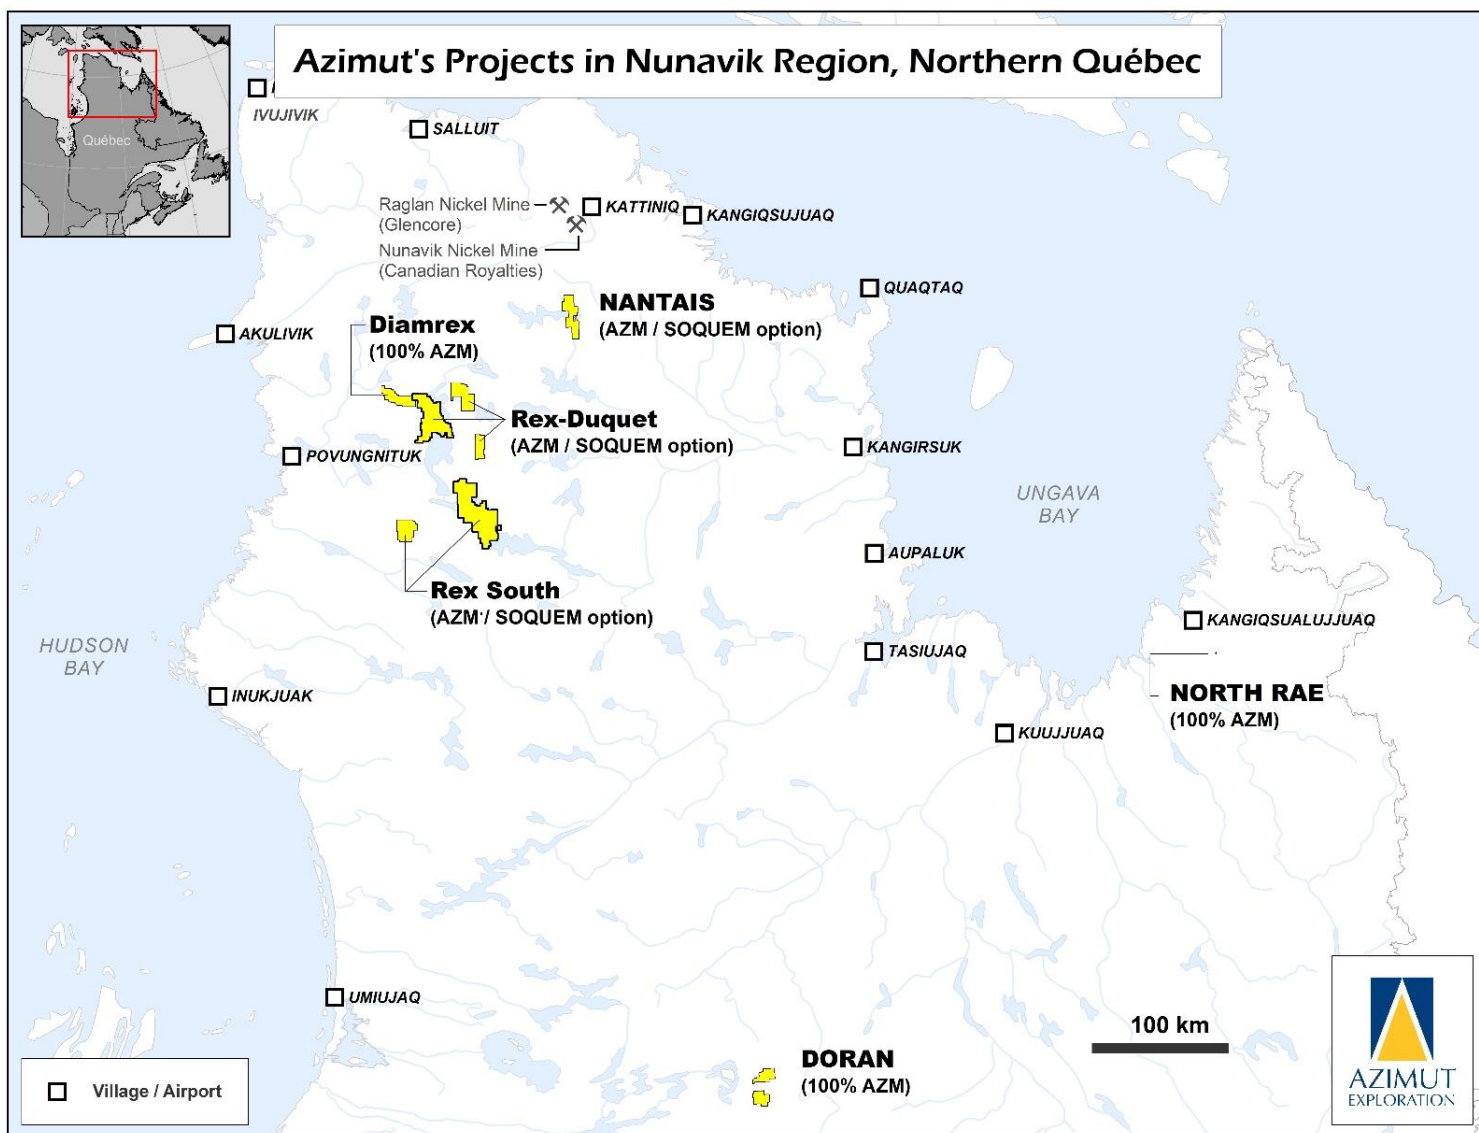 Azimut's Projects in Nunavik Region, Northern Québec
Québec
IVUJIVIK
SALLUIT
Raglan Nickel Mine
(Glencore)
KATTINIQ
KANGIQSUJUAQ
Nunavik Nickel Mine
(Canadian Royalties)
QUAQTAQ
NANTAIS
(AZM / SOQUEM option)
Diamrex
(100% AZM)
AKULIVIK
Rex-Duquet
(AZM / SOQUEM option)
POVUNGNITUK
KANGIRSUK
UNGAVA
BAY
AUPALUK
Rex South
(AZM / SOQUEM option)
KANGIQSUALUJJUAQ
HUDSON
BAY
TASIUJAQ
INUKJUAK
NORTH RAE
(100% AZM)
KUUJJUAQ
UMIUJAQ
100 km
DORAN
(100% AZM)
Village / Airport
AZIMUT
EXPLORATION